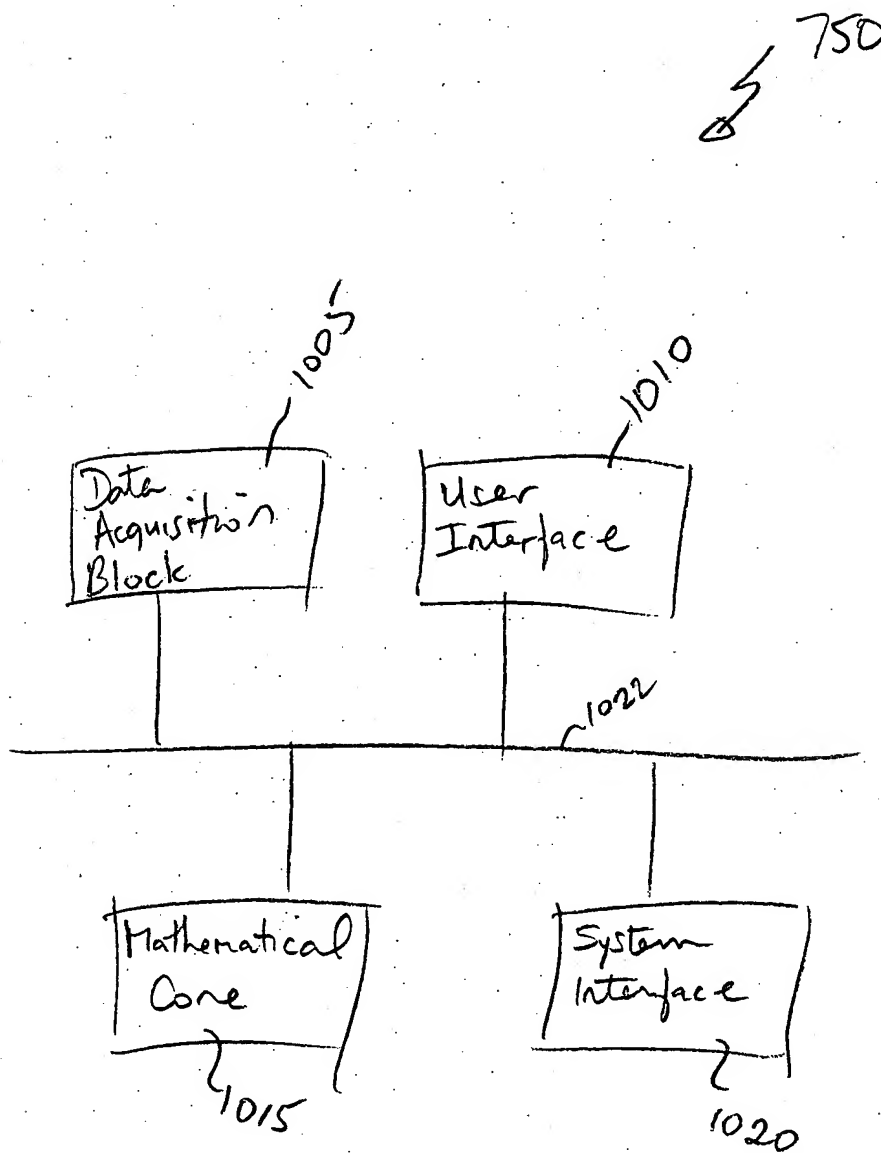 750
1005
1010
Data
Acquisition
Block
User
Interface
1022
Mathematical
Core
System
Interface
1015
1020